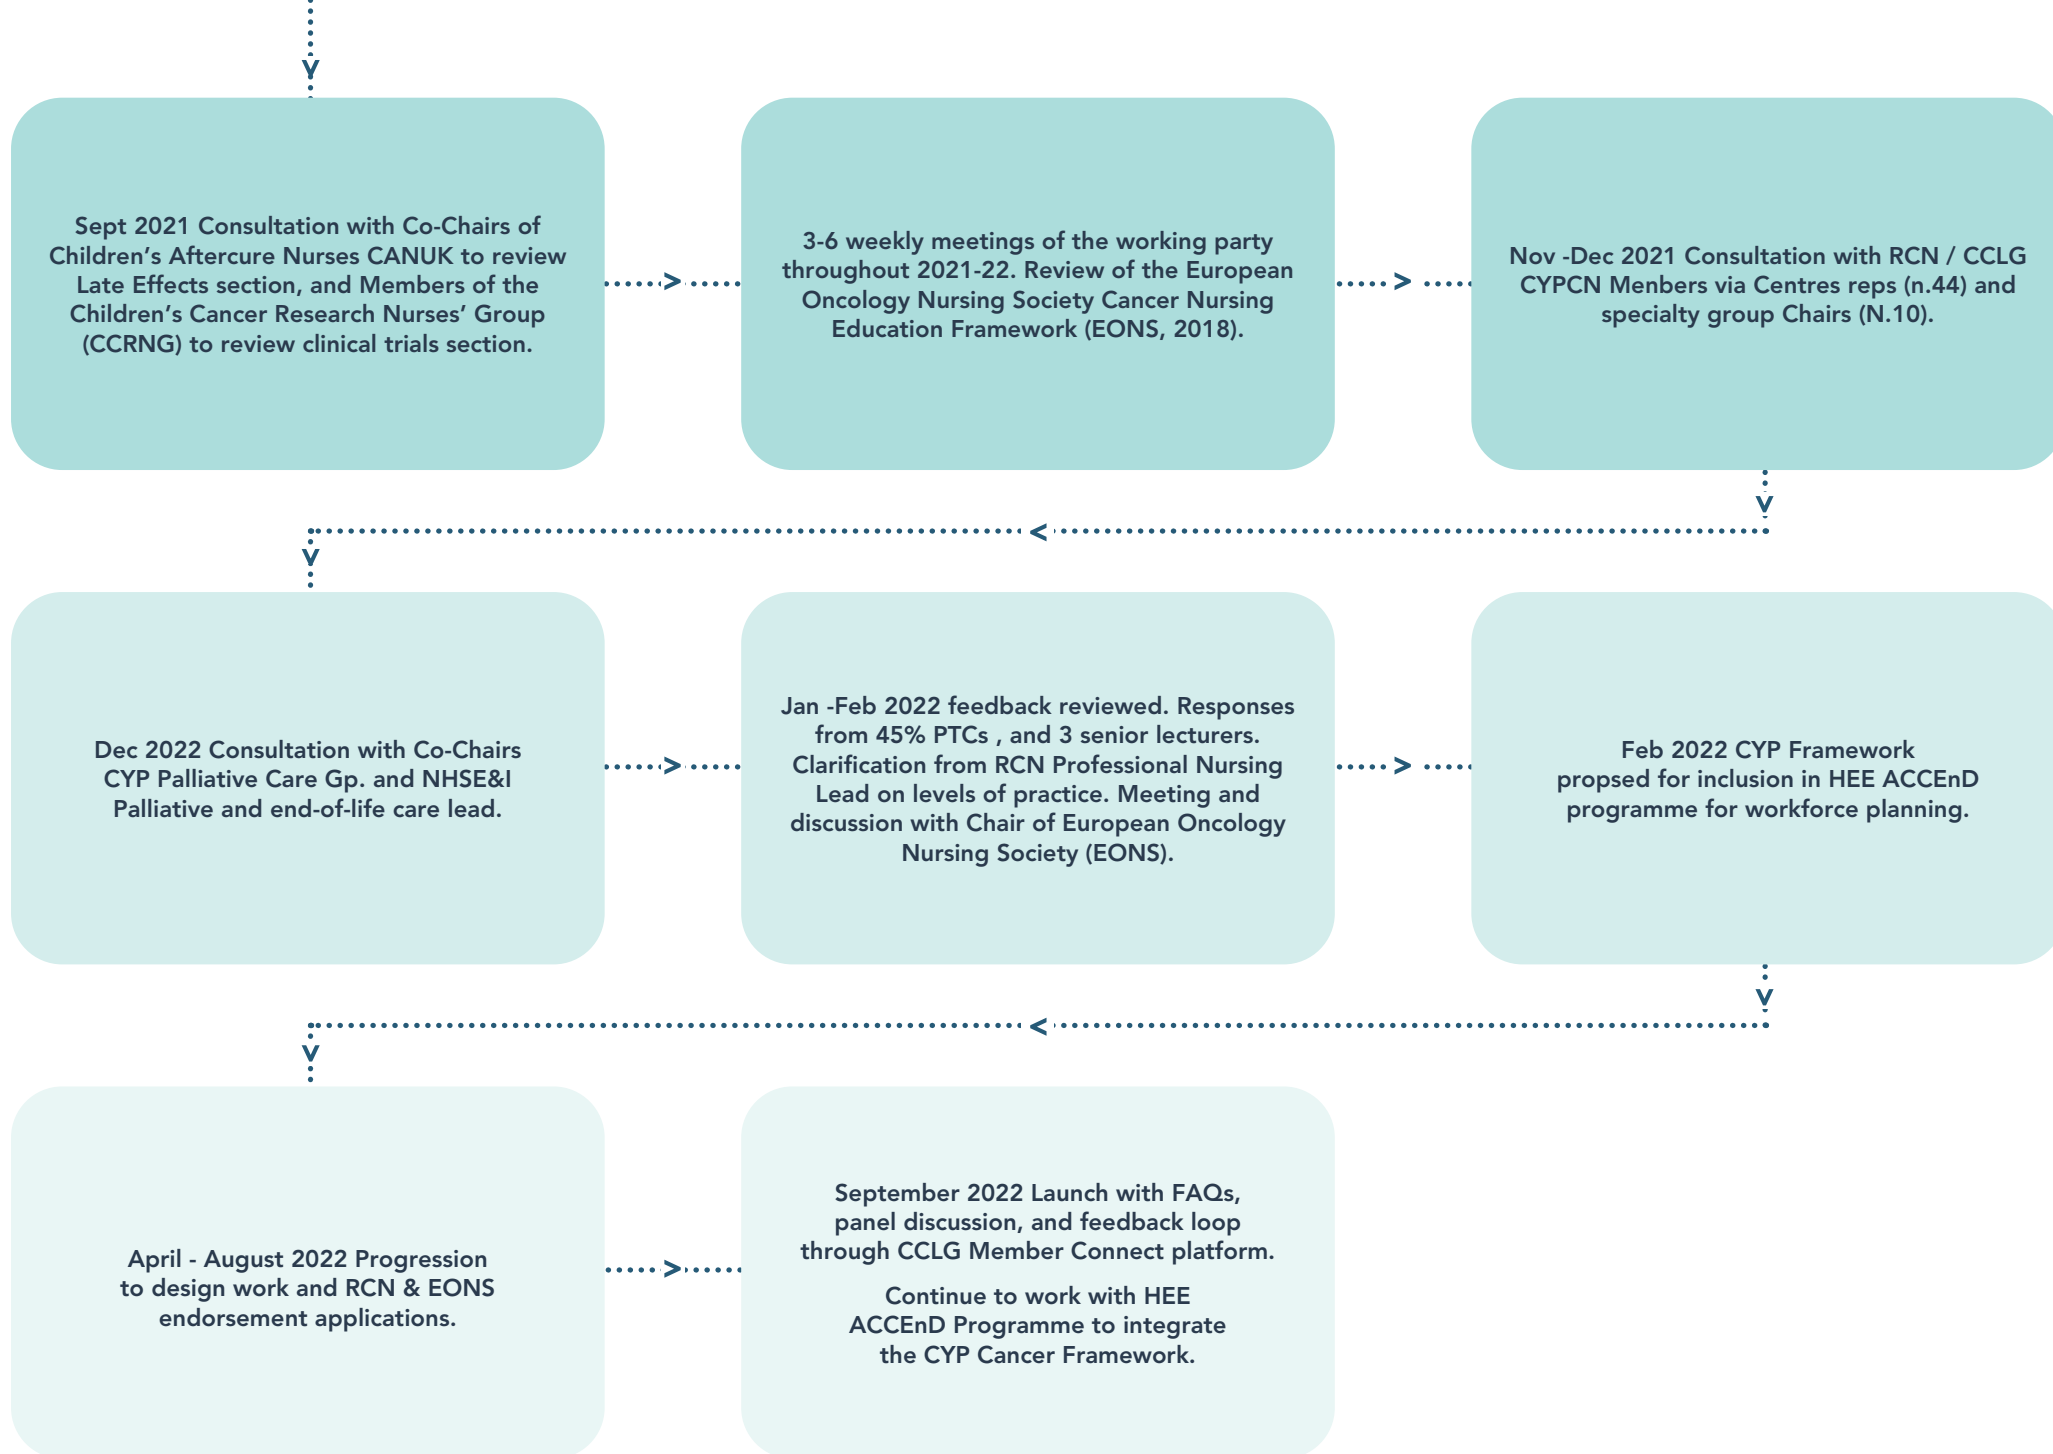 Sept 2021 Consultation with Co-Chairs of
Children’s Aftercure Nurses CANUK to review
Late Effects section, and Members of the
Children’s Cancer Research Nurses’ Group
(CCRNG) to review clinical trials section.
3-6 weekly meetings of the working party
throughout 2021-22. Review of the European
Oncology Nursing Society Cancer Nursing
Education Framework (EONS, 2018).
Nov -Dec 2021 Consultation with RCN / CCLG
CYPCN Menbers via Centres reps (n.44) and
specialty group Chairs (N.10).
Dec 2022 Consultation with Co-Chairs
CYP Palliative Care Gp. and NHSE&I
Palliative and end-of-life care lead.
Jan -Feb 2022 feedback reviewed. Responses
from 45% PTCs , and 3 senior lecturers.
Clarification from RCN Professional Nursing
Lead on levels of practice. Meeting and
discussion with Chair of European Oncology
Nursing Society (EONS).
Feb 2022 CYP Framework
propsed for inclusion in HEE ACCEnD
programme for workforce planning.
April - August 2022 Progression
to design work and RCN & EONS
endorsement applications.
September 2022 Launch with FAQs,
panel discussion, and feedback loop
through CCLG Member Connect platform.
Continue to work with HEE
ACCEnD Programme to integrate
the CYP Cancer Framework.